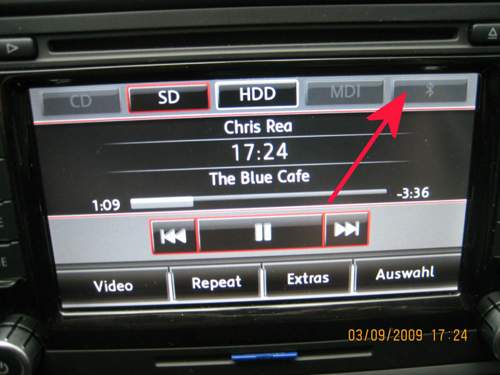 CD SD HDD MDI
Chris Rea
17:24
The Blue Cafe
1:09 -3:36
Video Repeat Extras Auswahl
03/09/2009 17:24